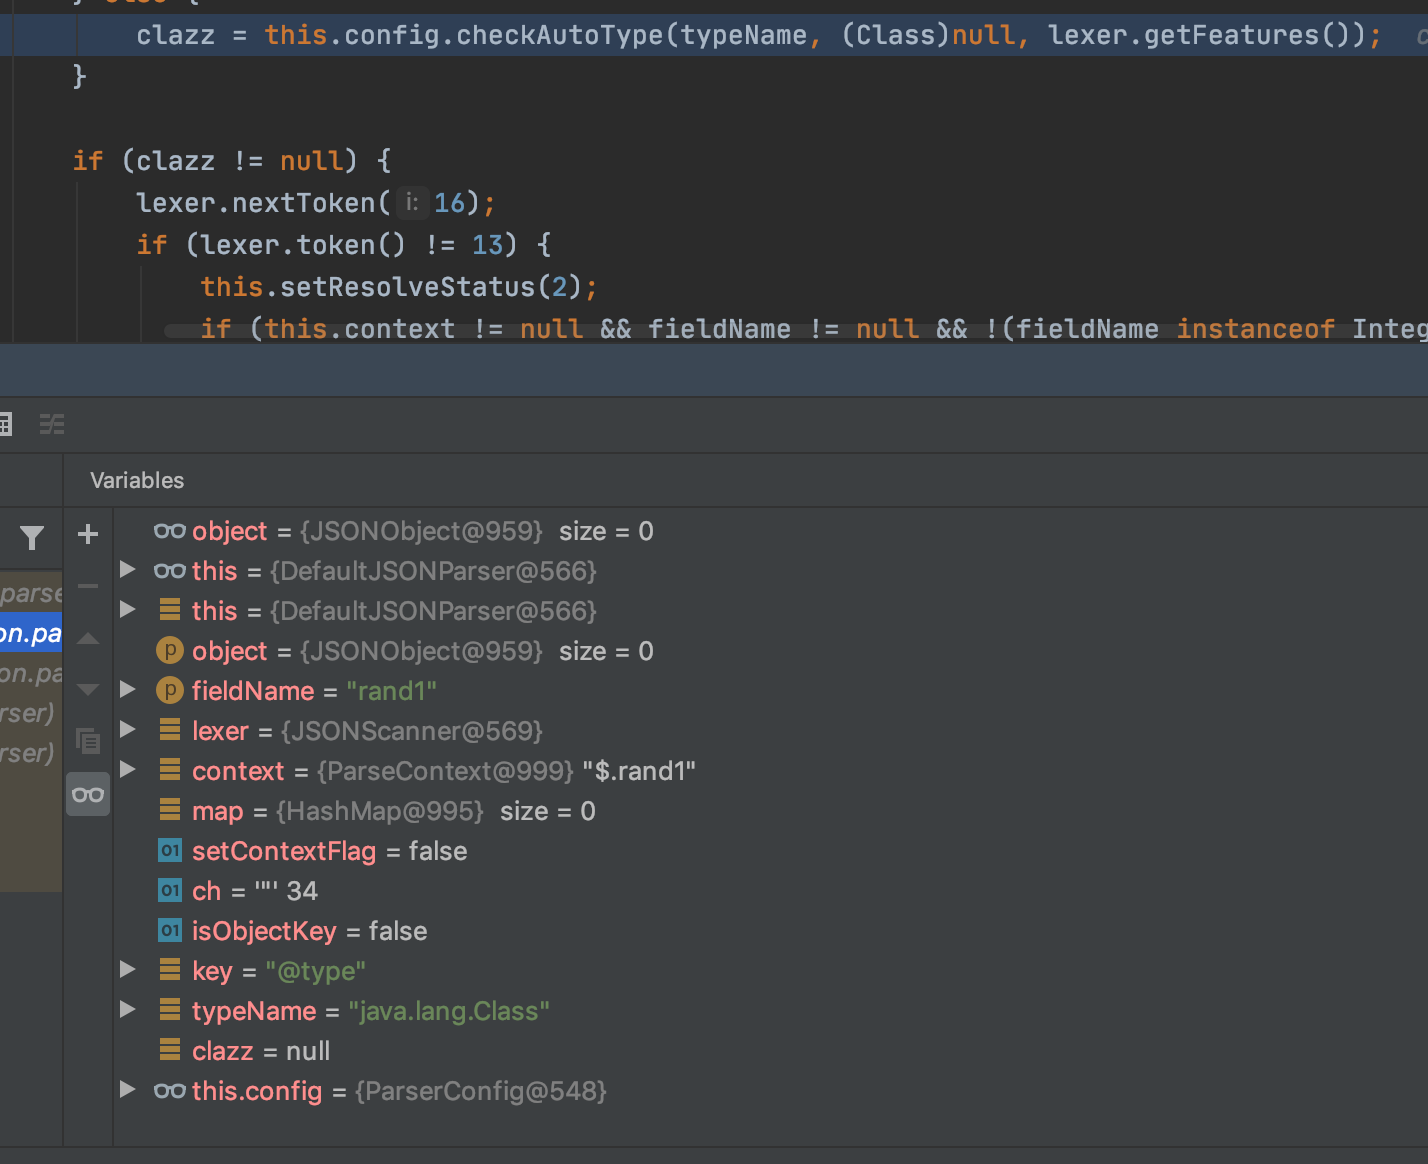 } else {
clazz = this.config.checkAutoType(typeName, (Class)null, lexer.getFeatures());
}
if (clazz != null) {
lexer.nextToken( i: 16);
if (lexer.token() != 13) {
this.setResolveStatus(2);
if (this.context != null && fieldName != null && !(fieldName instanceof Integ
Variables
object = {JSONObject@959} size = 0
this = {DefaultJSONParser@566}
parse
this = {DefaultJSONParser@566}
on.pa
p object = {JSONObject@959} size = 0
on.pa
p fieldName = "rand1"
rser)
lexer = {JSONScanner@569}
rser)
context = {ParseContext@999} "$.rand1"
map = {HashMap@995} size = 0
01 setContextFlag = false
01 ch = '"' 34
01 isObjectKey = false
key = "@type"
typeName = "java.lang.Class"
clazz = null
this.config = {ParserConfig@548}